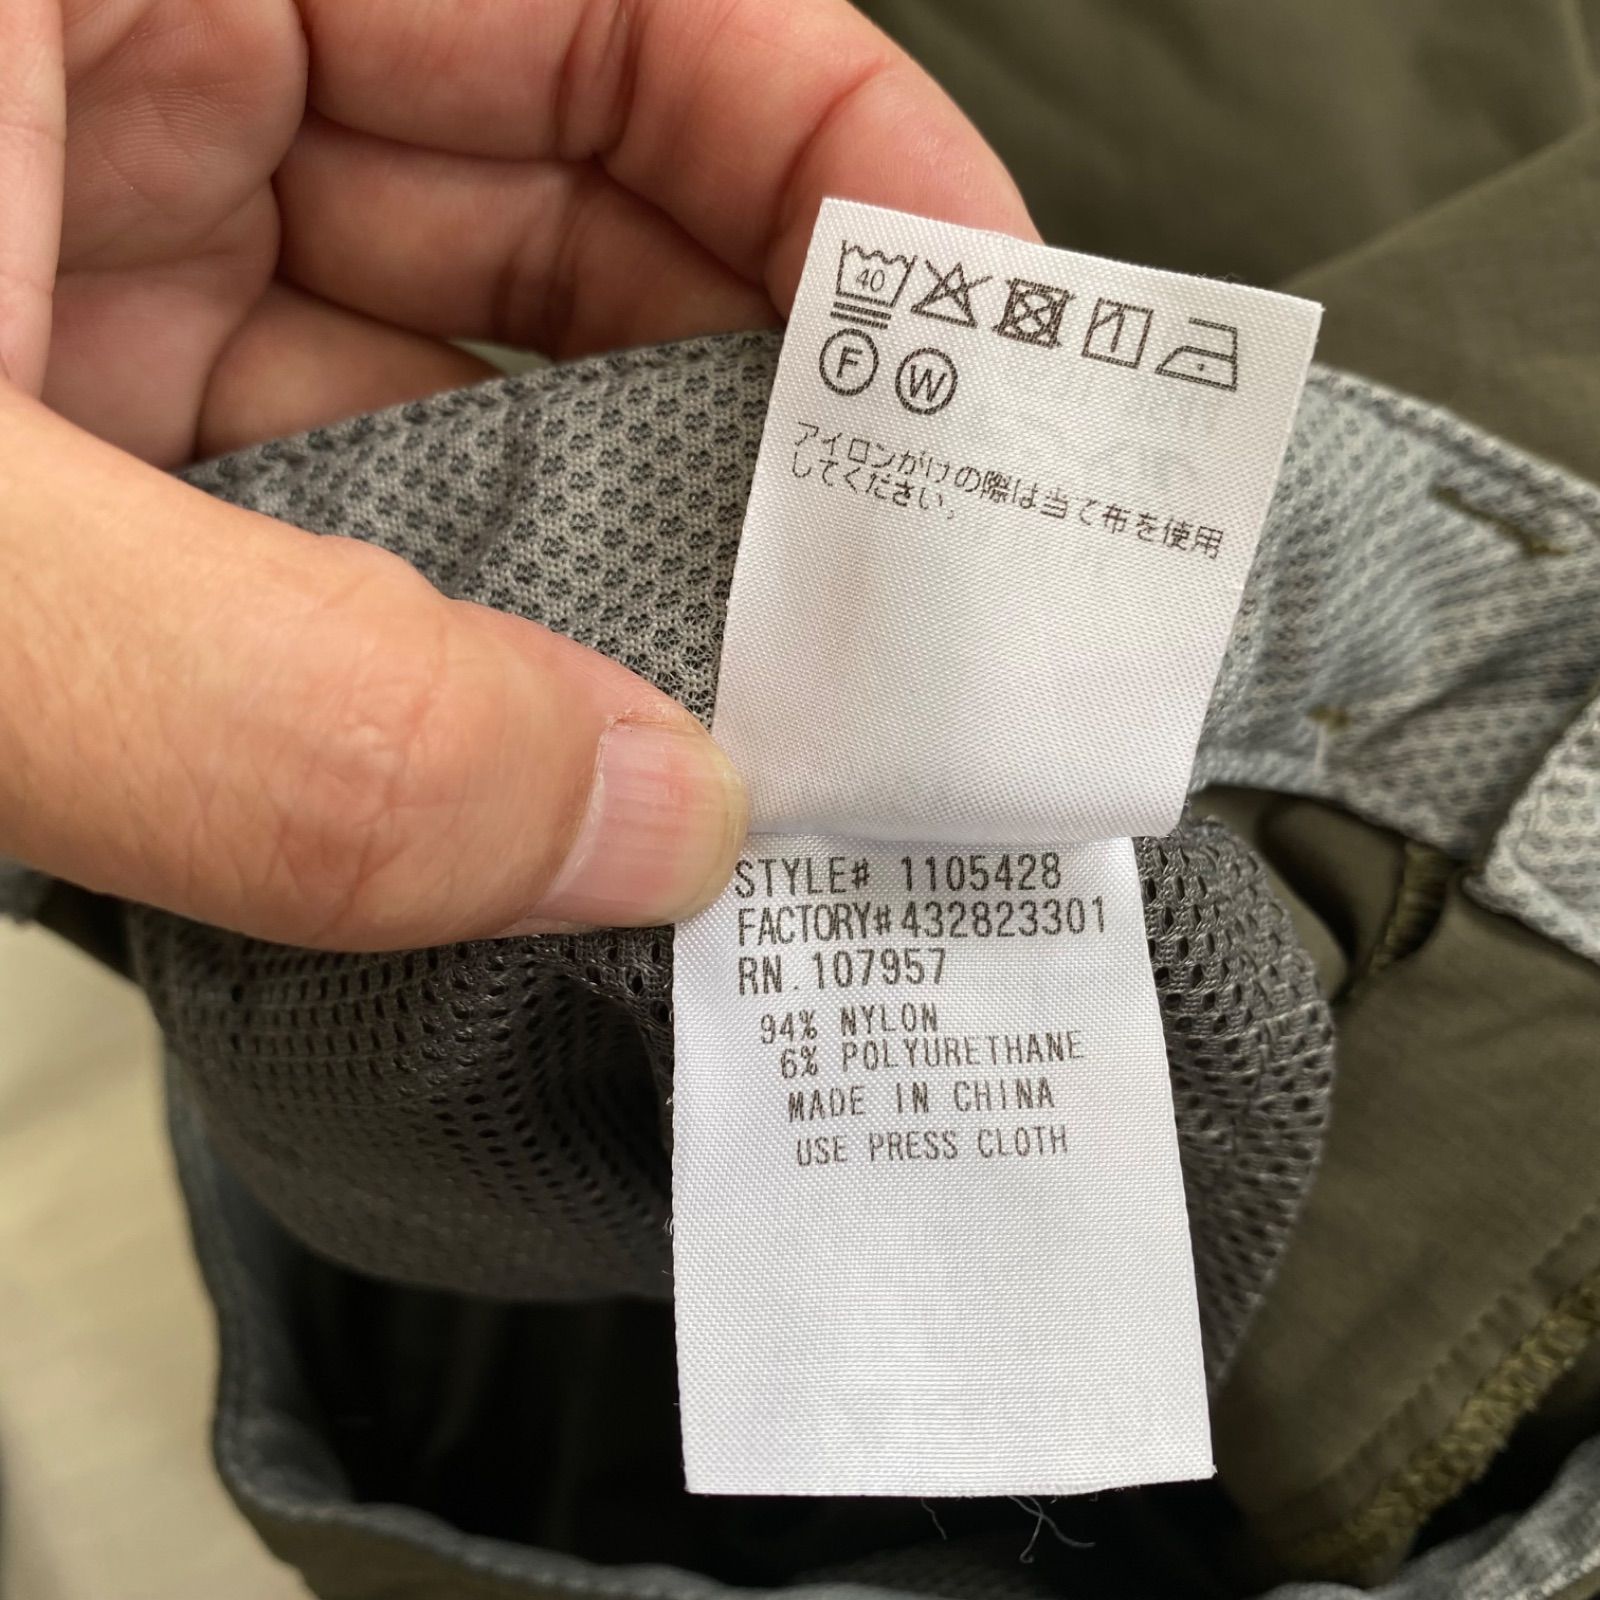 40
F W
アイロンがけの際は当て布を使用
してください。
STYLE# 1105428
FACTORY#432823301
RN.107957
94% NYLON
6% POLYURETHANE
MADE IN CHINA
USE PRESS CLOTH